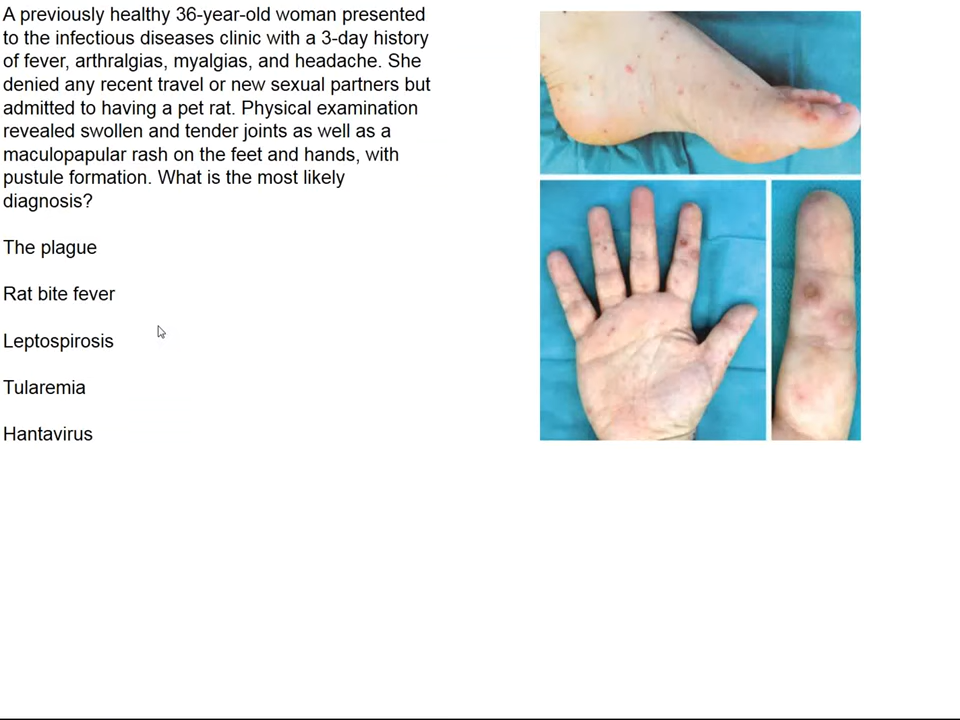 A previously healthy 36-year-old woman presented
to the infectious diseases clinic with a 3-day history
of fever, arthralgias, myalgias, and headache. She
denied any recent travel or new sexual partners but
admitted to having a pet rat. Physical examination
revealed swollen and tender joints as well as a
maculopapular rash on the feet and hands, with
pustule formation. What is the most likely
diagnosis?
The plague
Rat bite fever
Leptospirosis
Tularemia
Hantavirus